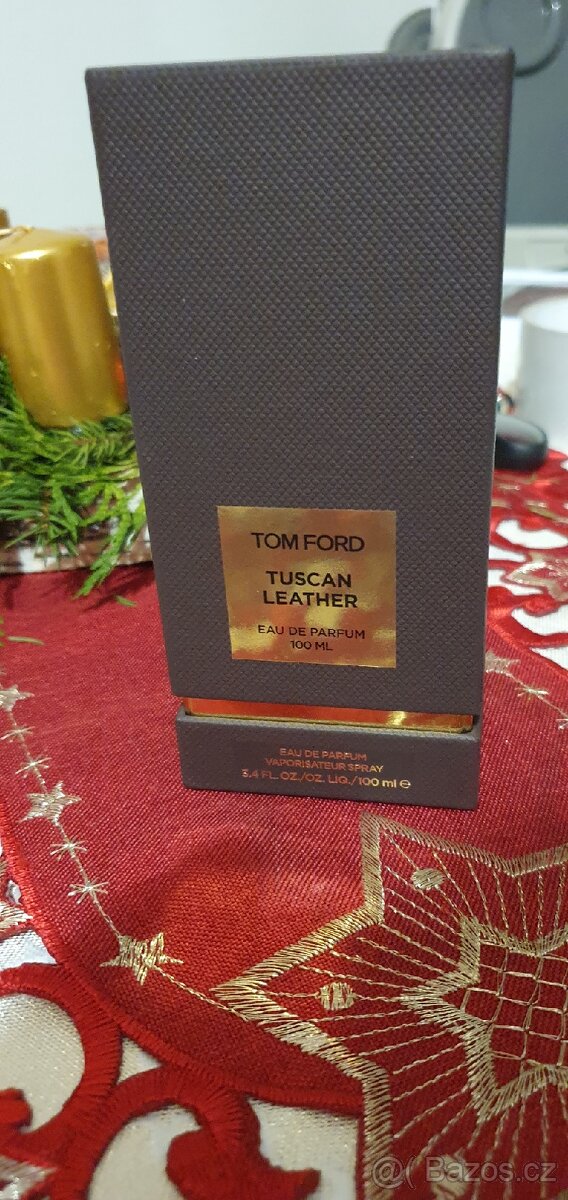 TOM FORD
TUSCAN
LEATHER
EAU DE PARFUM
100 ML
EAU DE PARFUM
VAPORISATEUR SPRAY
3.4 FL. OZ./OZ. LIQ./100 ml ℮
@( Bazos.cz